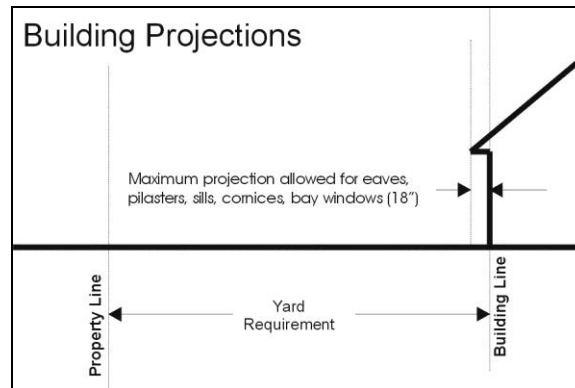 Building Projections
Maximum projection allowed for eaves,
pilasters, sills, cornices, bay windows (18")
Property Line
Yard
Requirement
Building Line